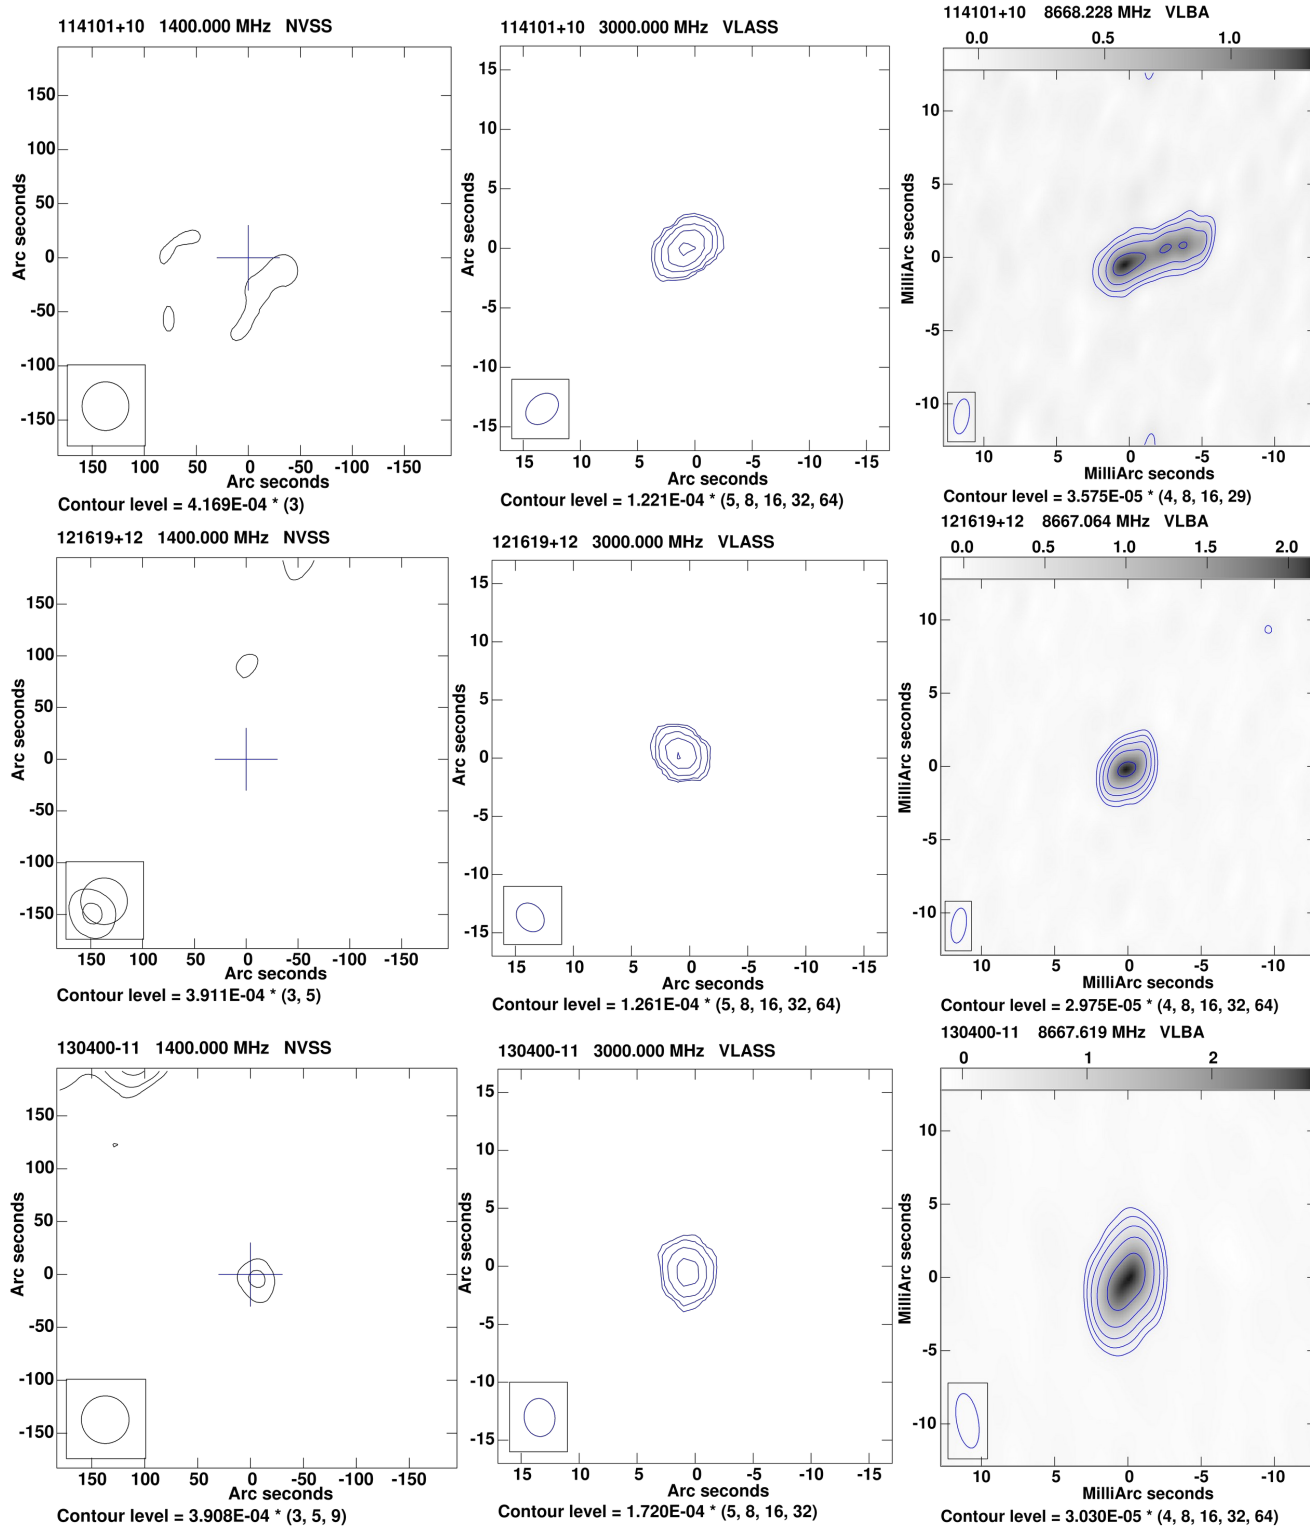 114101+10 1400.000 MHz NVSS
150
100
50
0
-50
-100
-150
Arc seconds
150 100 50 0 -50 -100 -150
Arc seconds
Contour level = 4.169E-04 * (3)
114101+10 3000.000 MHz VLASS
15
10
5
0
-5
-10
-15
Arc seconds
15 10 5 0 -5 -10 -15
Arc seconds
Contour level = 1.221E-04 * (5, 8, 16, 32, 64)
114101+10 8668.228 MHz VLBA
0.0 0.5 1.0
10
5
0
-5
-10
MilliArc seconds
10 5 0 -5 -10
MilliArc seconds
Contour level = 3.575E-05 * (4, 8, 16, 29)
121619+12 1400.000 MHz NVSS
150
100
50
0
-50
-100
-150
Arc seconds
150 100 50 0 -50 -100 -150
Arc seconds
Contour level = 3.911E-04 * (3, 5)
121619+12 3000.000 MHz VLASS
15
10
5
0
-5
-10
-15
Arc seconds
15 10 5 0 -5 -10 -15
Arc seconds
Contour level = 1.261E-04 * (5, 8, 16, 32, 64)
121619+12 8667.064 MHz VLBA
0.0 0.5 1.0 1.5 2.0
10
5
0
-5
-10
MilliArc seconds
10 5 0 -5 -10
MilliArc seconds
Contour level = 2.975E-05 * (4, 8, 16, 32, 64)
130400-11 1400.000 MHz NVSS
150
100
50
0
-50
-100
-150
Arc seconds
150 100 50 0 -50 -100 -150
Arc seconds
Contour level = 3.908E-04 * (3, 5, 9)
130400-11 3000.000 MHz VLASS
15
10
5
0
-5
-10
-15
Arc seconds
15 10 5 0 -5 -10 -15
Arc seconds
Contour level = 1.720E-04 * (5, 8, 16, 32)
130400-11 8667.619 MHz VLBA
0 1 2
10
5
0
-5
-10
MilliArc seconds
10 5 0 -5 -10
MilliArc seconds
Contour level = 3.030E-05 * (4, 8, 16, 32, 64)